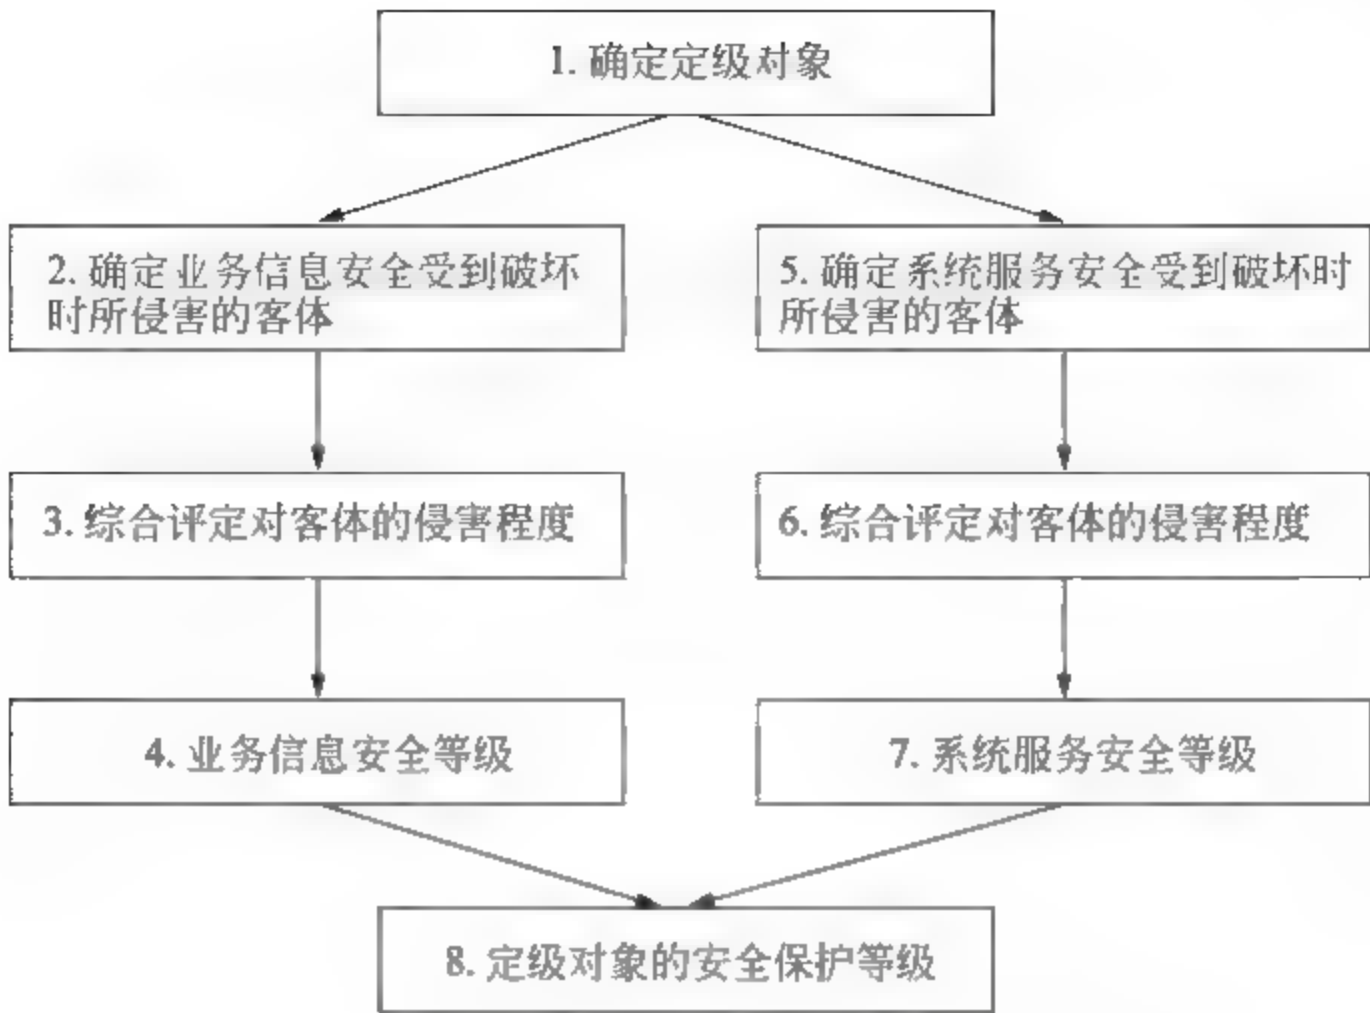 1. 确定定级对象
2. 确定业务信息安全受到破坏
时所侵害的客体
5. 确定系统服务安全受到破坏时
所侵害的客体
3. 综合评定对客体的侵害程度
6. 综合评定对客体的侵害程度
4. 业务信息安全等级
7. 系统服务安全等级
8. 定级对象的安全保护等级